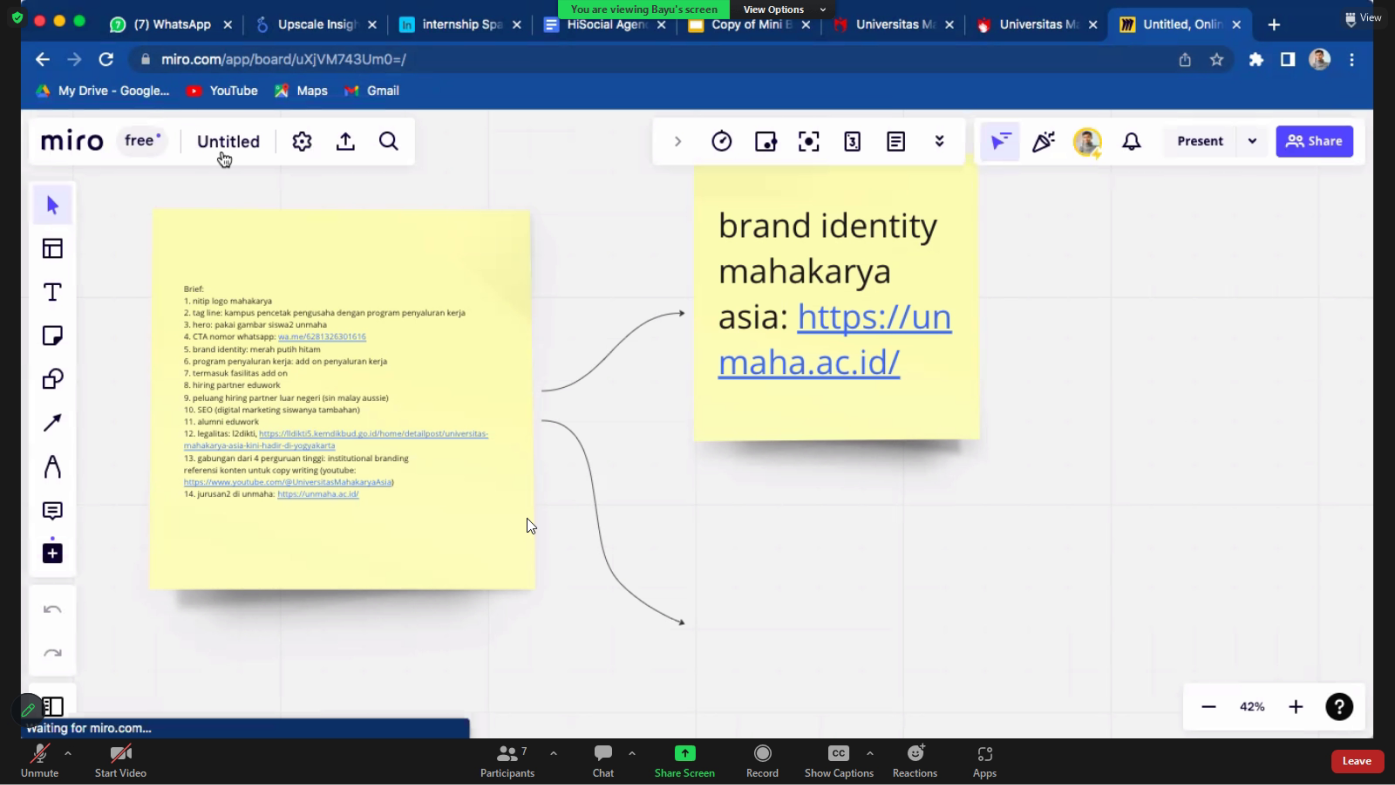 You are viewing Bayu's screen
View Options
View
(7) WhatsApp
Upscale Insigh
internship Spa
HiSocial Agen
Copy of Mini B
Universitas Ma
Universitas Ma
Untitled, Onlin
miro.com/app/board/uXjVM743Um0=/
My Drive - Google...
YouTube
Maps
Gmail
miro
free
Untitled
Present
Share
Brief:
1. nitip logo mahakarya
2. tag line: kampus pencetak pengusaha dengan program penyaluran kerja
3. hero: pakai gambar siswa2 unmaha
4. CTA nomor whatsapp: wa.me/6281326301616
5. brand identity: merah putih hitam
6. program penyaluran kerja: add on penyaluran kerja
7. termasuk fasilitas add on
8. hiring partner eduwork
9. peluang hiring partner luar negeri (sin malay aussie)
10. SEO (digital marketing siswanya tambahan)
11. alumni eduwork
12. legalitas: l2dikti, https://lldikti5.kemdikbud.go.id/home/detailpost/universitas-
mahakarya-asia-kini-hadir-di-yogyakarta
13. gabungan dari 4 perguruan tinggi: institutional branding
referensi konten untuk copy writing (youtube:
https://www.youtube.com/@UniversitasMahakaryaAsia)
14. jurusan2 di unmaha: https://unmaha.ac.id/
brand identity
mahakarya
asia: https://un
maha.ac.id/
42%
Waiting for miro.com...
Unmute
Start Video
7
Participants
Chat
Share Screen
Record
CC
Show Captions
Reactions
Apps
Leave